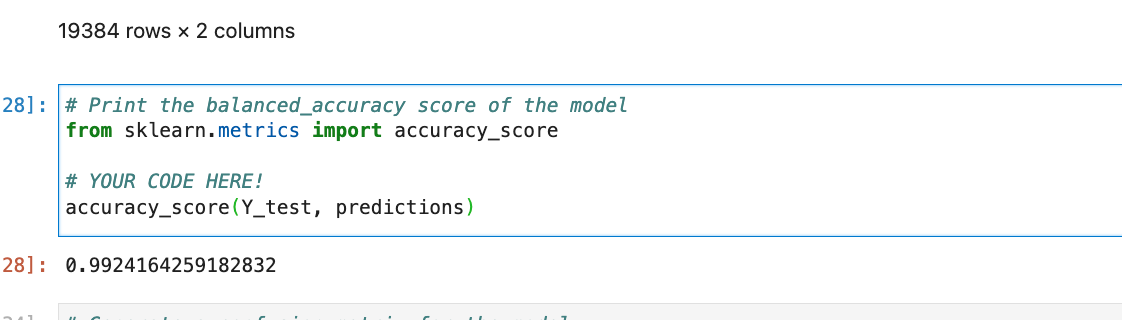 19384 rows × 2 columns
28]: # Print the balanced_accuracy score of the model
from sklearn.metrics import accuracy_score
# YOUR CODE HERE!
accuracy_score(Y_test, predictions)
28]: 0.9924164259182832